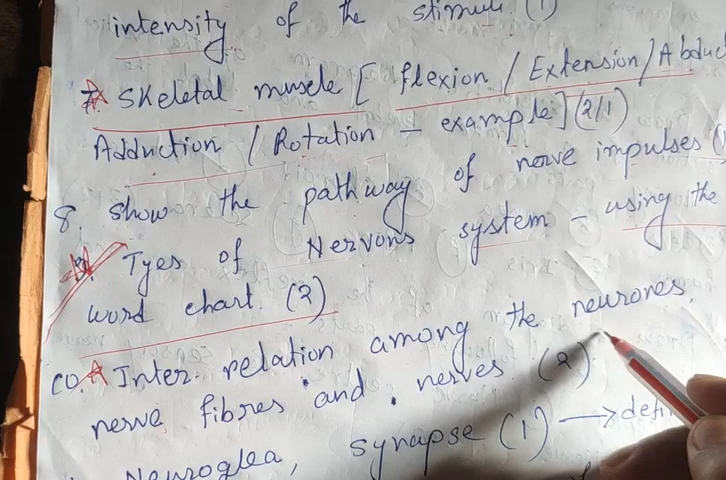 intensity of the stimuli (1)
7. Skeletal muscle [ flexion / Extension / Abduc
Adduction / Rotation - example] (2/1)
8. show the pathway of nerve impulses (
9. Tyes of Nervous system - using the
word chart. (2)
10. Inter-relation among the neurones,
nerve fibres and nerves (2)
Neuroglea, synapse (1) → defi